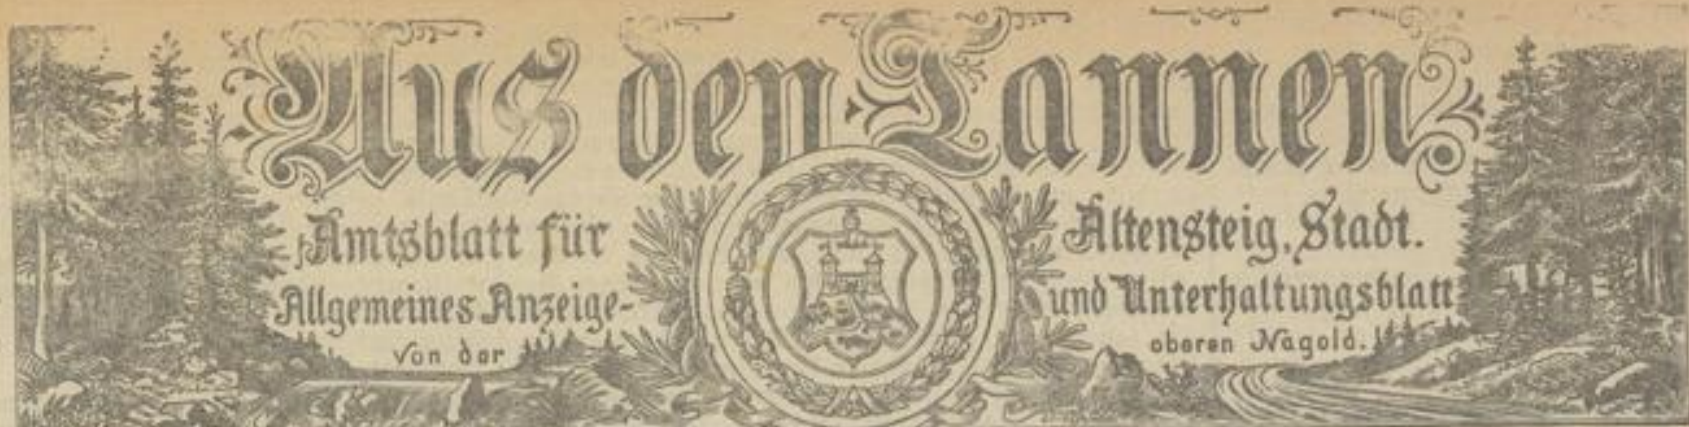 Aus den Tannen
Amtsblatt für Altensteig, Stadt.
Allgemeines Anzeige- und Unterhaltungsblatt
Von der oberen Nagold.